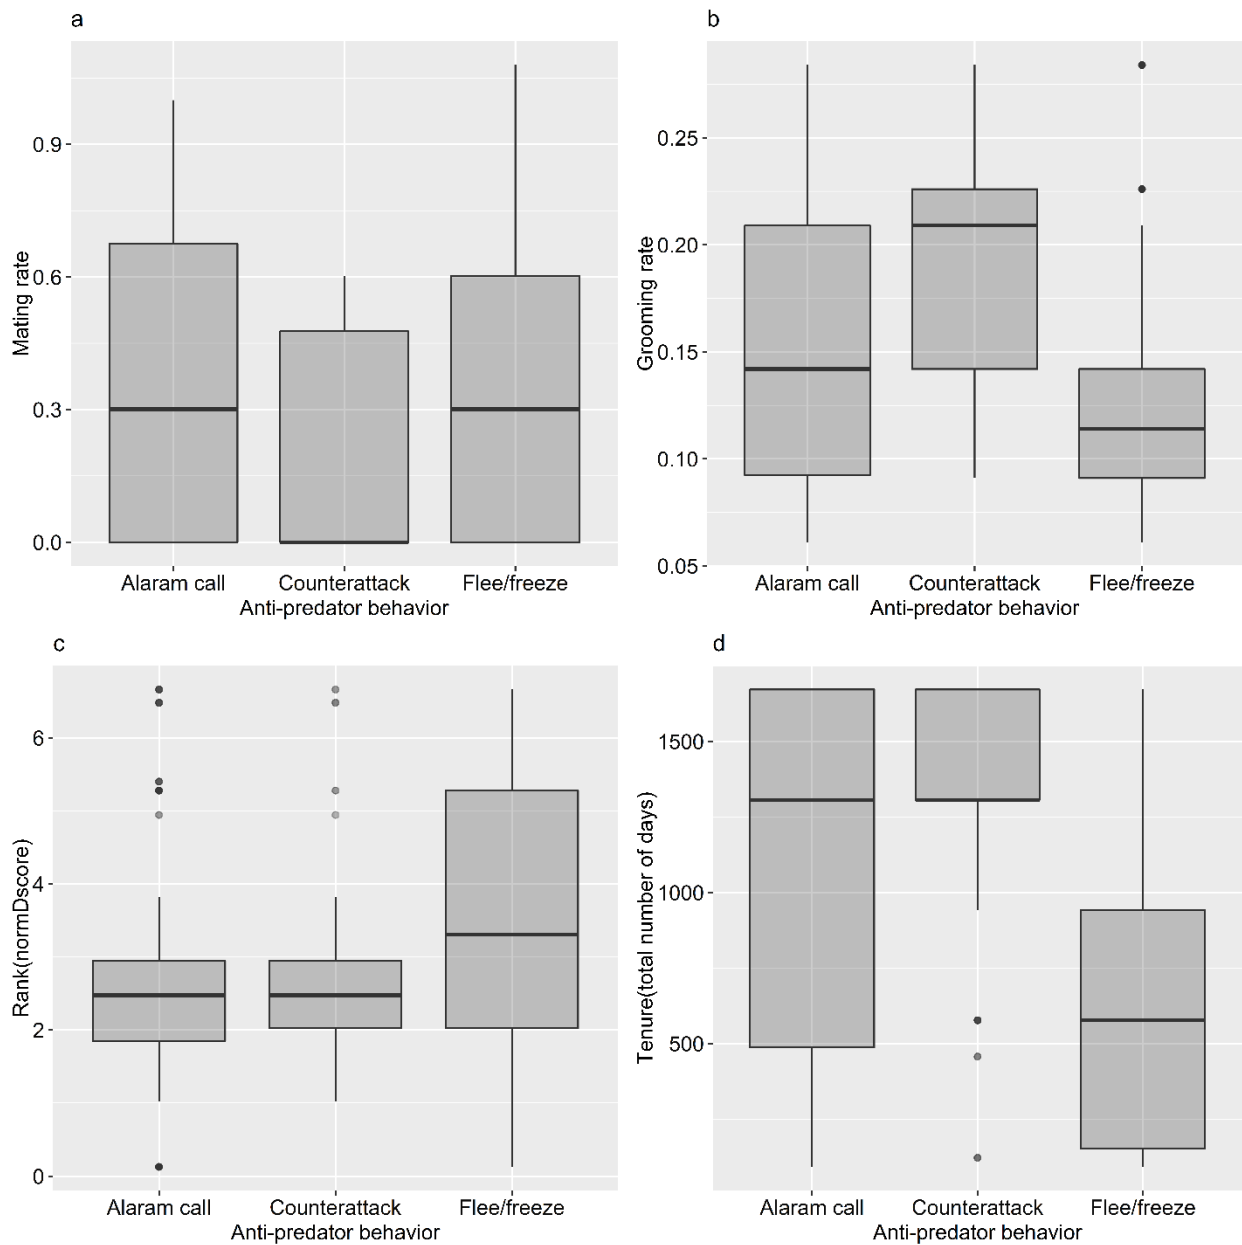 a
0.9
0.6
0.3
0.0
Mating rate
Alaram call Counterattack Flee/freeze
Anti-predator behavior
b
0.25
0.20
0.15
0.10
0.05
Grooming rate
Alaram call Counterattack Flee/freeze
Anti-predator behavior
c
6
4
2
0
Rank(normDscore)
Alaram call Counterattack Flee/freeze
Anti-predator behavior
d
1500
1000
500
Tenure(total number of days)
Alaram call Counterattack Flee/freeze
Anti-predator behavior